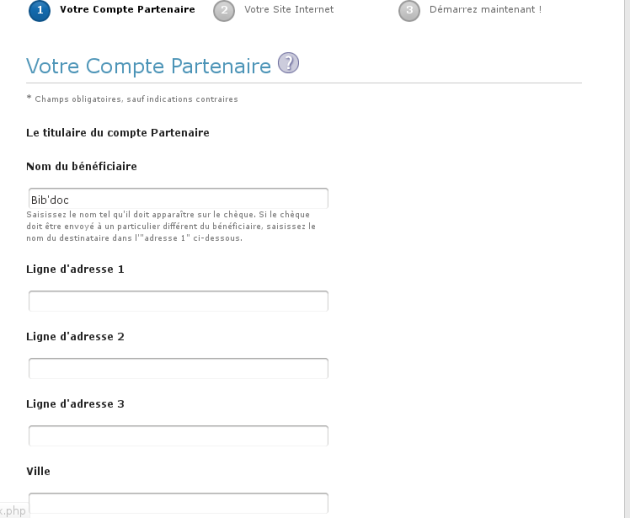 1 Votre Compte Partenaire 2 Votre Site Internet 3 Démarrez maintenant !
Votre Compte Partenaire ?
* Champs obligatoires, sauf indications contraires
Le titulaire du compte Partenaire
Nom du bénéficiaire
Bib'doc
Saisissez le nom tel qu'il doit apparaître sur le chèque. Si le chèque
doit être envoyé à un particulier différent du bénéficiaire, saisissez le
nom du destinataire dans l'"adresse 1" ci-dessous.
Ligne d'adresse 1
Ligne d'adresse 2
Ligne d'adresse 3
Ville
x.php